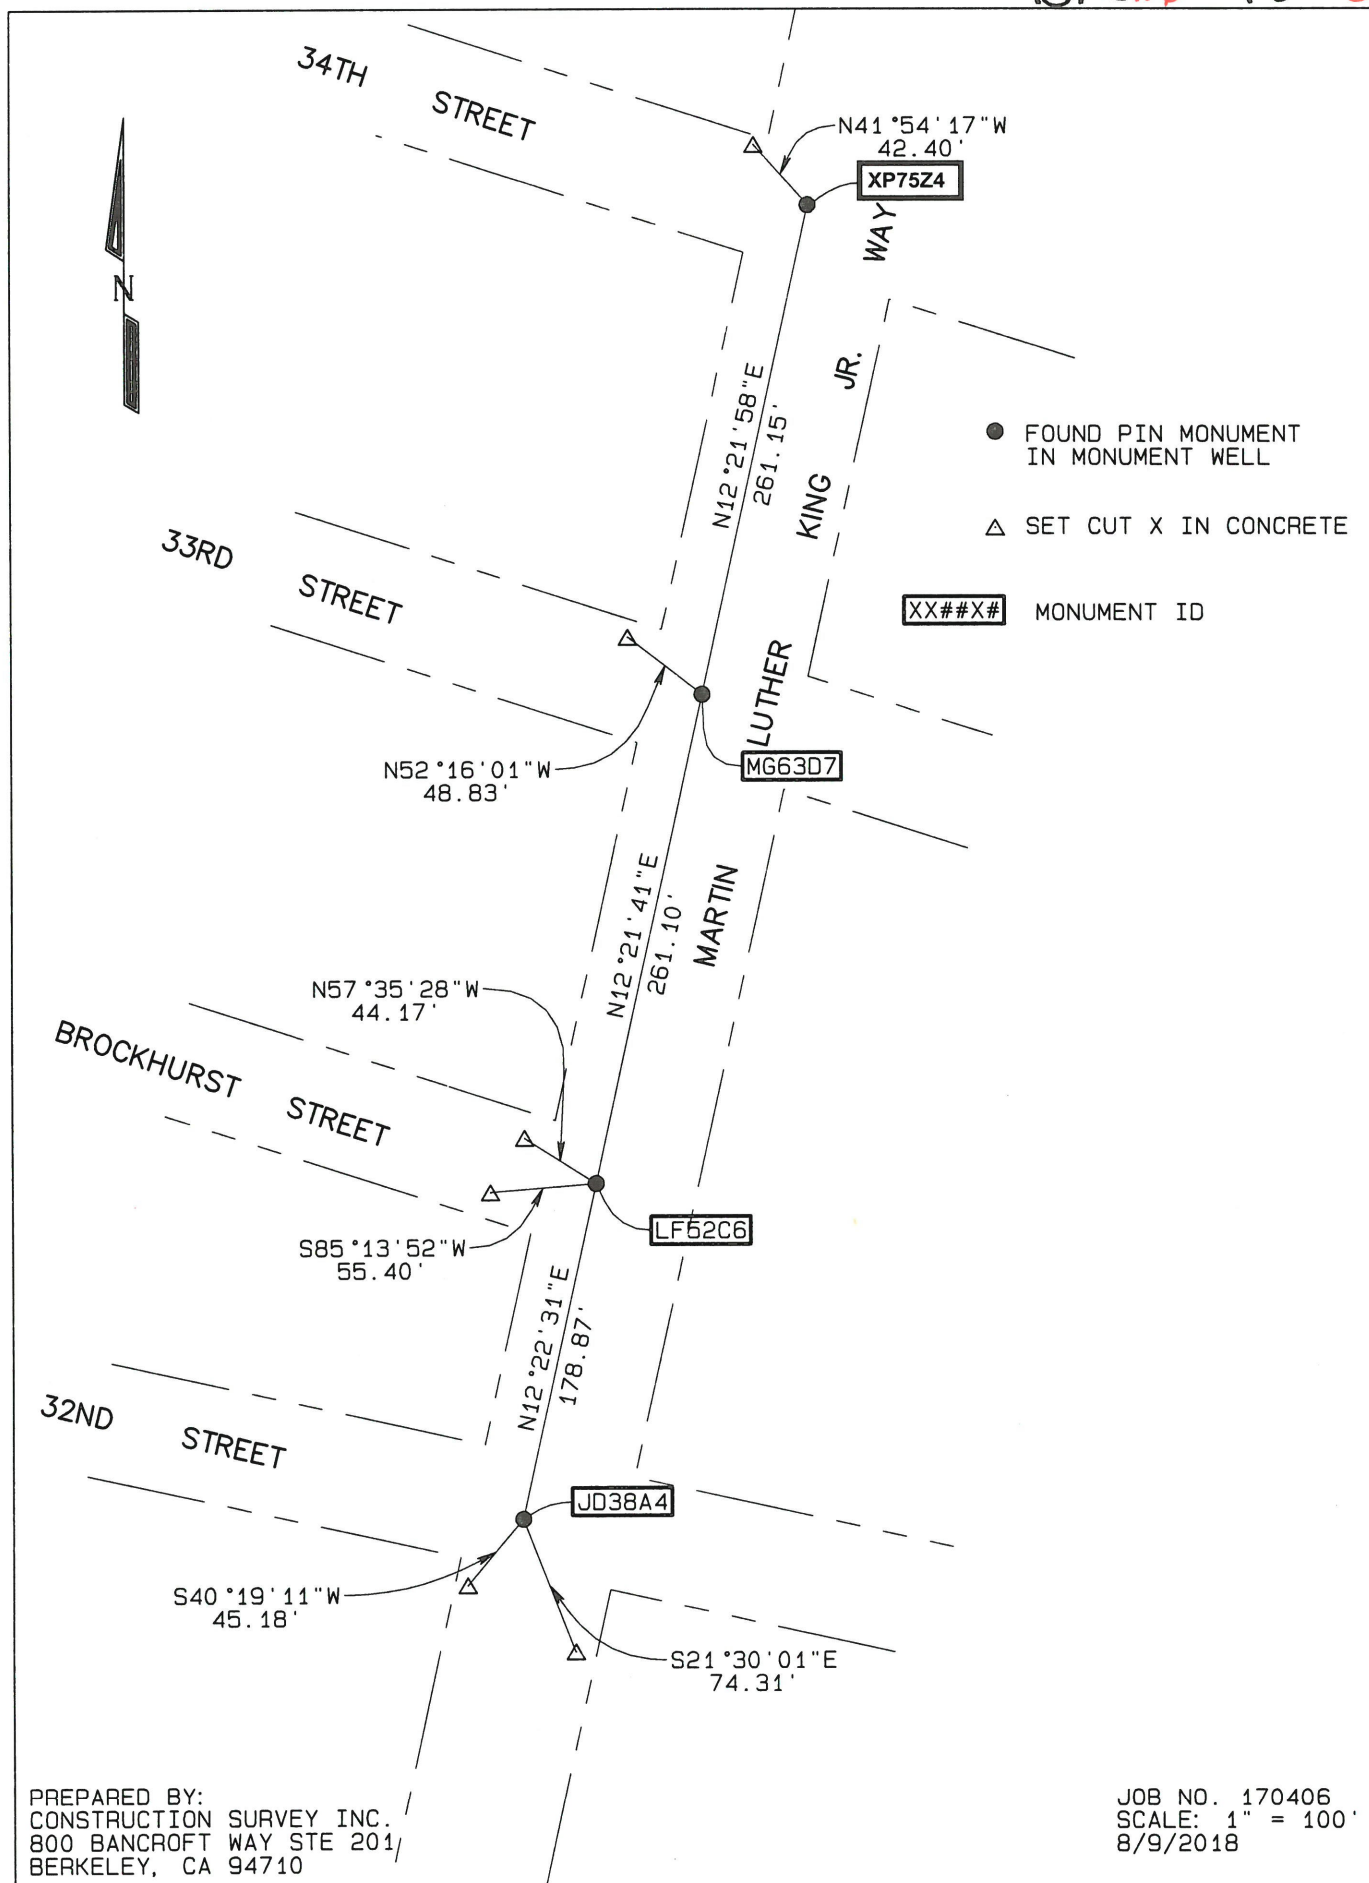 34TH STREET
N41°54'17"W
42.40'
XP75Z4
N
N12°21'58"E
261.15'
MARTIN LUTHER KING JR. WAY
FOUND PIN MONUMENT
IN MONUMENT WELL
SET CUT X IN CONCRETE
XX##X# MONUMENT ID
33RD STREET
N52°16'01"W
48.83'
MG63D7
N12°21'41"E
261.10'
N57°35'28"W
44.17'
BROCKHURST STREET
LF52C6
S85°13'52"W
55.40'
N12°22'31"E
178.87'
32ND STREET
JD38A4
S40°19'11"W
45.18'
S21°30'01"E
74.31'
PREPARED BY:
CONSTRUCTION SURVEY INC.
800 BANCROFT WAY STE 201
BERKELEY, CA 94710
JOB NO. 170406
SCALE: 1" = 100'
8/9/2018